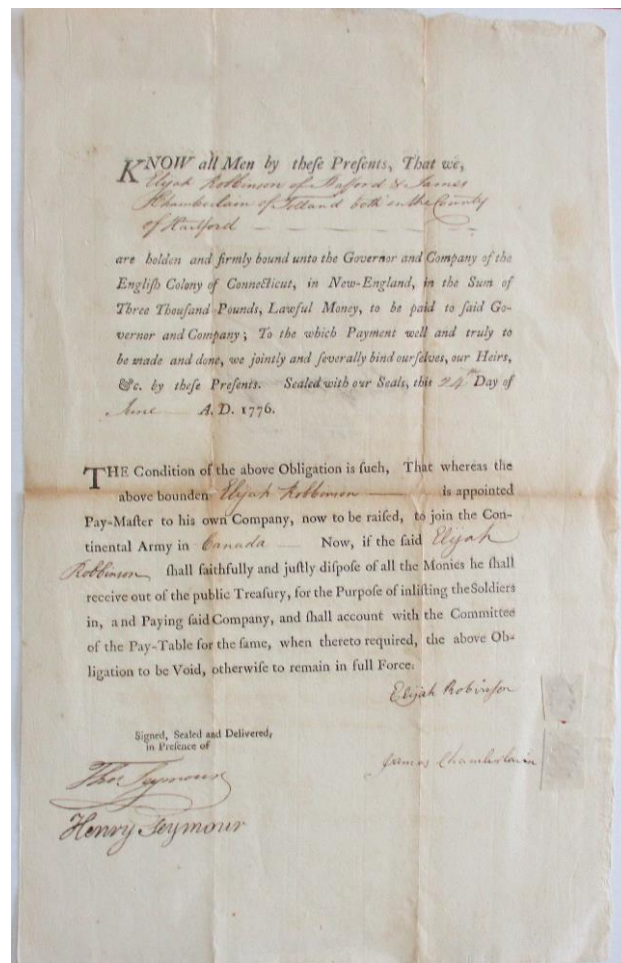 KNOW all Men by theſe Preſents, That we,
Elijah Robbinson of Stafford & James
Chamberlain of Tolland both in the County
of Hartford
are holden and firmly bound unto the Governor and Company of the
Engliſh Colony of Connecticut, in New-England, in the Sum of
Three Thouſand Pounds, Lawful Money, to be paid to ſaid Go-
vernor and Company; To the which Payment well and truly to
be made and done, we jointly and ſeverally bind ourſelves, our Heirs,
&c. by theſe Preſents. Sealed with our Seals, this 24th Day of
June A. D. 1776.
THE Condition of the above Obligation is ſuch, That whereas the
above bounden Elijah Robbinson is appointed
Pay-Maſter to his own Company, now to be raiſed, to join the Con-
tinental Army in Canada Now, if the ſaid Elijah
Robbinson ſhall faithfully and juſtly diſpoſe of all the Monies he ſhall
receive out of the public Treaſury, for the Purpoſe of inliſting the Soldiers
in, and Paying ſaid Company, and ſhall account with the Committee
of the Pay-Table for the ſame, when thereto required, the above Ob-
ligation to be Void, otherwiſe to remain in full Force.
Elijah Robinſon
Signed, Sealed and Delivered,
in Preſence of
James Chamberlain
Thos Seymour
Henry Seymour